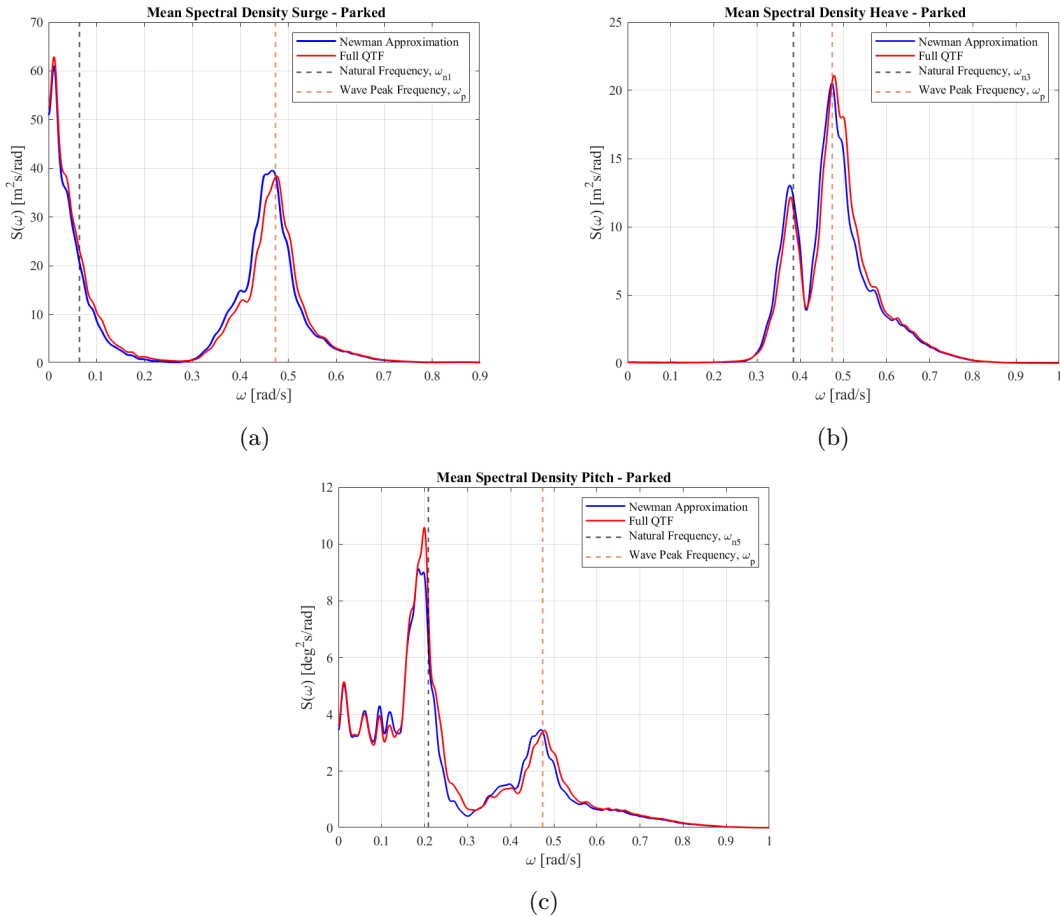 Mean Spectral Density Surge - Parked
70
60
50
40
30
20
10
0
S(ω) [m²s/rad]
Newman Approximation
Full QTF
Natural Frequency, ω_n1
Wave Peak Frequency, ω_p
0 0.1 0.2 0.3 0.4 0.5 0.6 0.7 0.8 0.9
ω [rad/s]
(a)
Mean Spectral Density Heave - Parked
25
20
15
10
5
0
S(ω) [m²s/rad]
Newman Approximation
Full QTF
Natural Frequency, ω_n3
Wave Peak Frequency, ω_p
0 0.1 0.2 0.3 0.4 0.5 0.6 0.7 0.8 0.9 1
ω [rad/s]
(b)
Mean Spectral Density Pitch - Parked
12
10
8
6
4
2
0
S(ω) [deg²s/rad]
Newman Approximation
Full QTF
Natural Frequency, ω_n5
Wave Peak Frequency, ω_p
0 0.1 0.2 0.3 0.4 0.5 0.6 0.7 0.8 0.9 1
ω [rad/s]
(c)